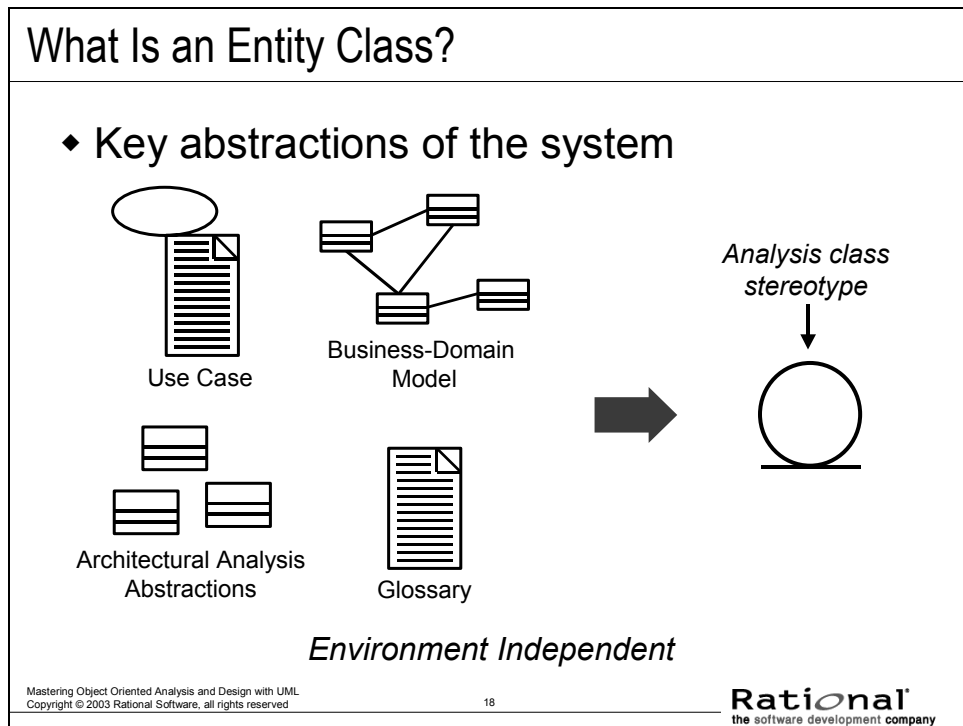 What Is an Entity Class?
◆ Key abstractions of the system
Use Case
Business-Domain
Model
Analysis class
stereotype
Architectural Analysis
Abstractions
Glossary
Environment Independent
Mastering Object Oriented Analysis and Design with UML
Copyright © 2003 Rational Software, all rights reserved
18
Rational
the software development company